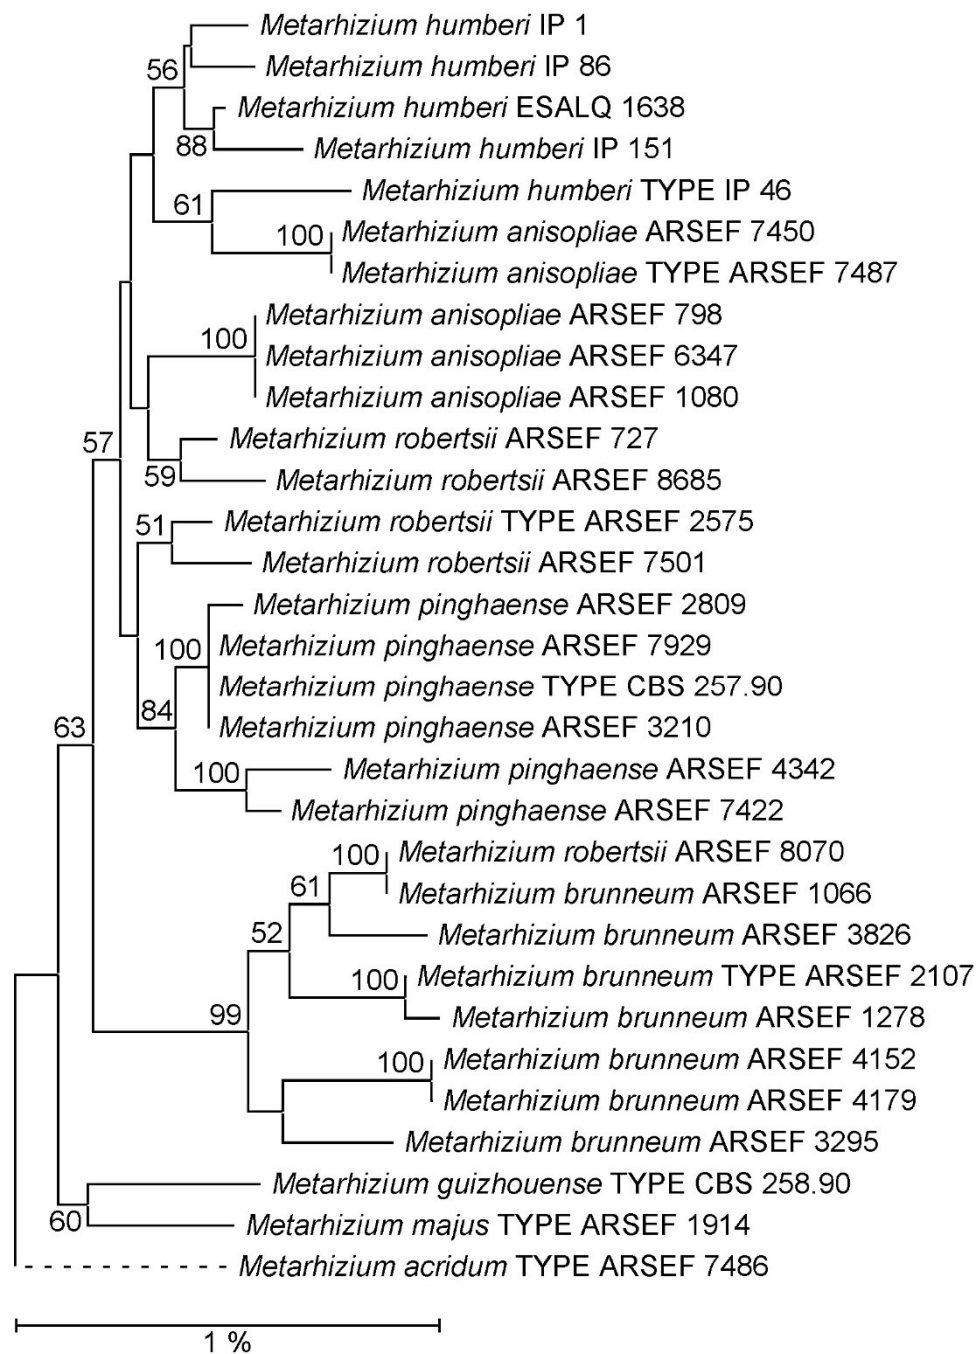 Metarhizium humberi IP 1
Metarhizium humberi IP 86
56
Metarhizium humberi ESALQ 1638
88
Metarhizium humberi IP 151
Metarhizium humberi TYPE IP 46
61
Metarhizium anisopliae ARSEF 7450
100
Metarhizium anisopliae TYPE ARSEF 7487
Metarhizium anisopliae ARSEF 798
100
Metarhizium anisopliae ARSEF 6347
Metarhizium anisopliae ARSEF 1080
57
Metarhizium robertsii ARSEF 727
59
Metarhizium robertsii ARSEF 8685
51
Metarhizium robertsii TYPE ARSEF 2575
Metarhizium robertsii ARSEF 7501
Metarhizium pinghaense ARSEF 2809
100
Metarhizium pinghaense ARSEF 7929
Metarhizium pinghaense TYPE CBS 257.90
63
84
Metarhizium pinghaense ARSEF 3210
100
Metarhizium pinghaense ARSEF 4342
Metarhizium pinghaense ARSEF 7422
100
Metarhizium robertsii ARSEF 8070
61
Metarhizium brunneum ARSEF 1066
52
Metarhizium brunneum ARSEF 3826
100
Metarhizium brunneum TYPE ARSEF 2107
99
Metarhizium brunneum ARSEF 1278
100
Metarhizium brunneum ARSEF 4152
Metarhizium brunneum ARSEF 4179
Metarhizium brunneum ARSEF 3295
Metarhizium guizhouense TYPE CBS 258.90
60
Metarhizium majus TYPE ARSEF 1914
Metarhizium acridum TYPE ARSEF 7486
1 %